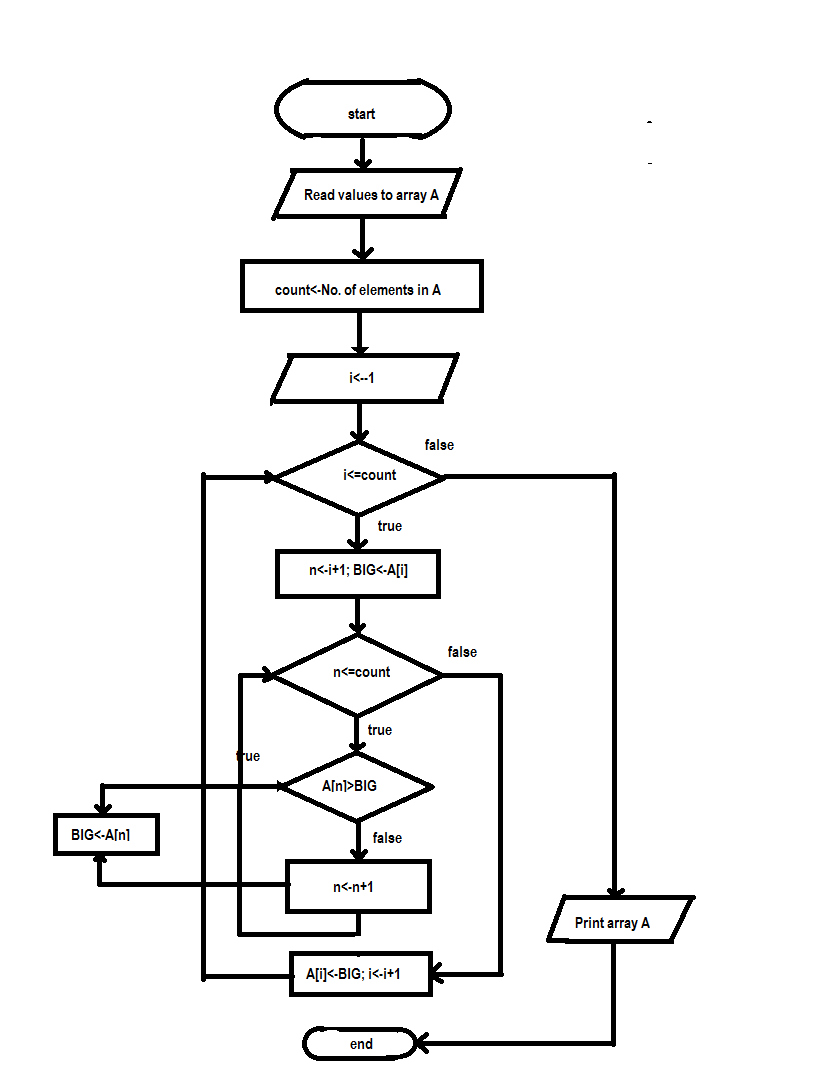 start
Read values to array A
count<-No. of elements in A
i<--1
false
i<=count
true
n<-i+1; BIG<-A[i]
false
n<=count
true
true
A[n]>BIG
BIG<-A[n]
false
n<-n+1
Print array A
A[i]<-BIG; i<-i+1
end